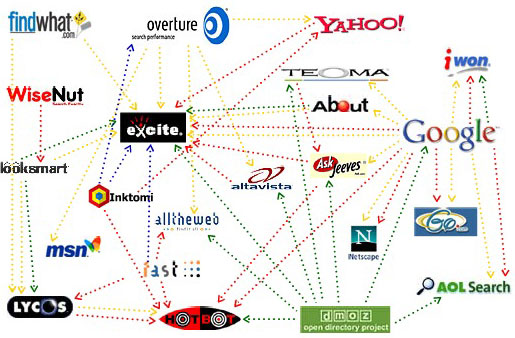 findwhat
.com
overture
search performance
YAHOO!
TEOMA
iwon.
WiseNut
About
excite.
Google
looksmart
Ask
Jeeves
altavista
Inktomi
alltheweb
Go
msn
Netscape
fast
AOL Search
LYCOS
HOTBOT
dmoz
open directory project